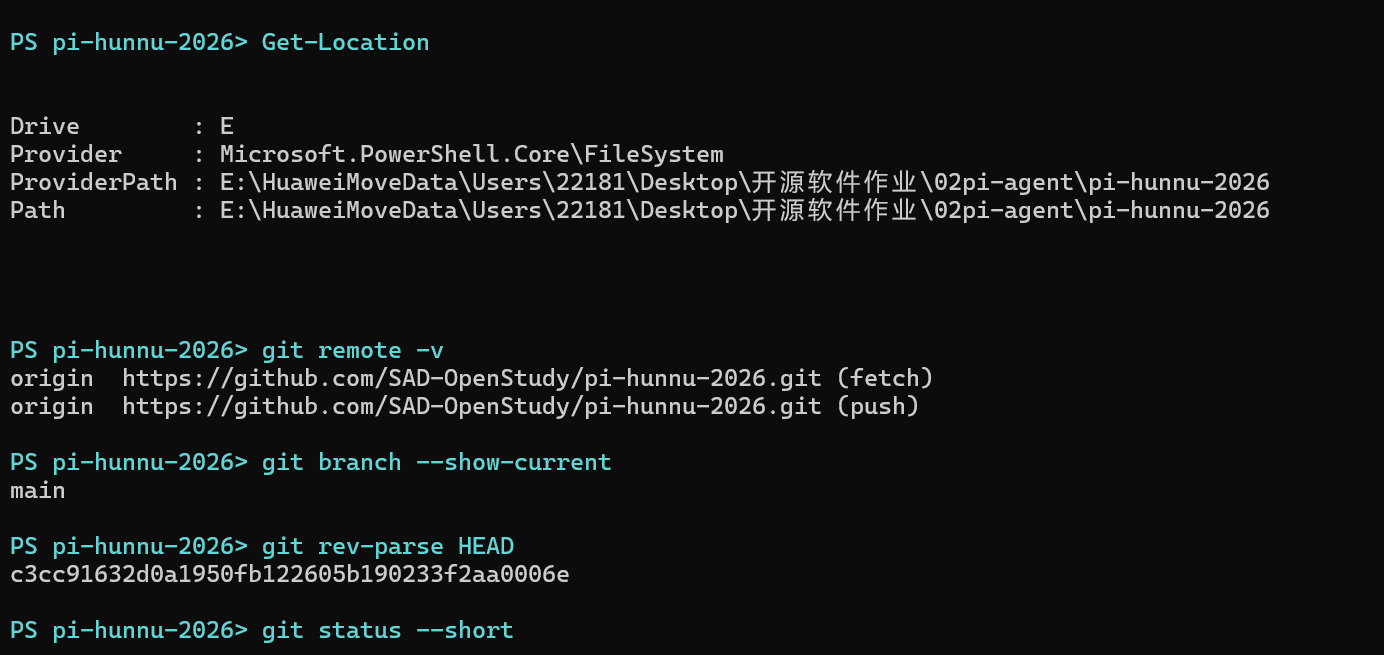 PS pi-hunnu-2026> Get-Location
Drive        : E
Provider     : Microsoft.PowerShell.Core\FileSystem
ProviderPath : E:\HuaweiMoveData\Users\22181\Desktop\开源软件作业\02pi-agent\pi-hunnu-2026
Path         : E:\HuaweiMoveData\Users\22181\Desktop\开源软件作业\02pi-agent\pi-hunnu-2026
PS pi-hunnu-2026> git remote -v
origin  https://github.com/SAD-OpenStudy/pi-hunnu-2026.git (fetch)
origin  https://github.com/SAD-OpenStudy/pi-hunnu-2026.git (push)
PS pi-hunnu-2026> git branch --show-current
main
PS pi-hunnu-2026> git rev-parse HEAD
c3cc91632d0a1950fb122605b190233f2aa0006e
PS pi-hunnu-2026> git status --short